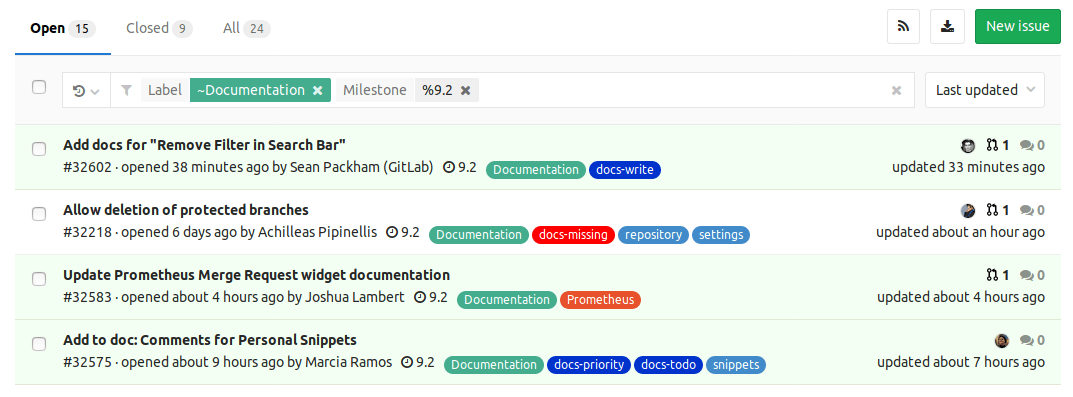 Open 15 Closed 9 All 24 New issue
Label ~Documentation × Milestone %9.2 × × Last updated
Add docs for "Remove Filter in Search Bar" 1 0
#32602 · opened 38 minutes ago by Sean Packham (GitLab) 9.2 Documentation docs-write updated 33 minutes ago
Allow deletion of protected branches 1 0
#32218 · opened 6 days ago by Achilleas Pipinellis 9.2 Documentation docs-missing repository settings updated about an hour ago
Update Prometheus Merge Request widget documentation 1 0
#32583 · opened about 4 hours ago by Joshua Lambert 9.2 Documentation Prometheus updated about 4 hours ago
Add to doc: Comments for Personal Snippets 0
#32575 · opened about 9 hours ago by Marcia Ramos 9.2 Documentation docs-priority docs-todo snippets updated about 7 hours ago